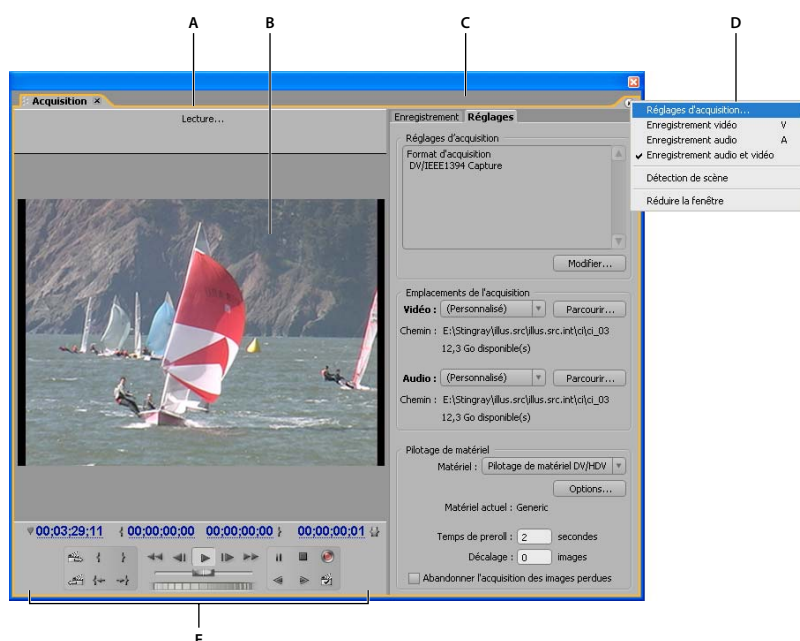 A B C D
Acquisition
Lecture...
Enregistrement Réglages
Réglages d'acquisition
Format d'acquisition
DV/IEEE1394 Capture
Modifier...
Emplacements de l'acquisition
Vidéo : (Personnalisé) Parcourir...
Chemin : E:\Stingray\illus.src\illus.src.int\ci\ci_03
12,3 Go disponible(s)
Audio : (Personnalisé) Parcourir...
Chemin : E:\Stingray\illus.src\illus.src.int\ci\ci_03
12,3 Go disponible(s)
Pilotage de matériel
Matériel : Pilotage de matériel DV/HDV
Options...
Matériel actuel : Generic
Temps de preroll : 2 secondes
Décalage : 0 images
Abandonner l'acquisition des images perdues
Réglages d'acquisition...
Enregistrement vidéo V
Enregistrement audio A
Enregistrement audio et vidéo
Détection de scène
Réduire la fenêtre
00;03;29;11 { 00;00;00;00 00;00;00;00 } 00;00;00;01 {}
E